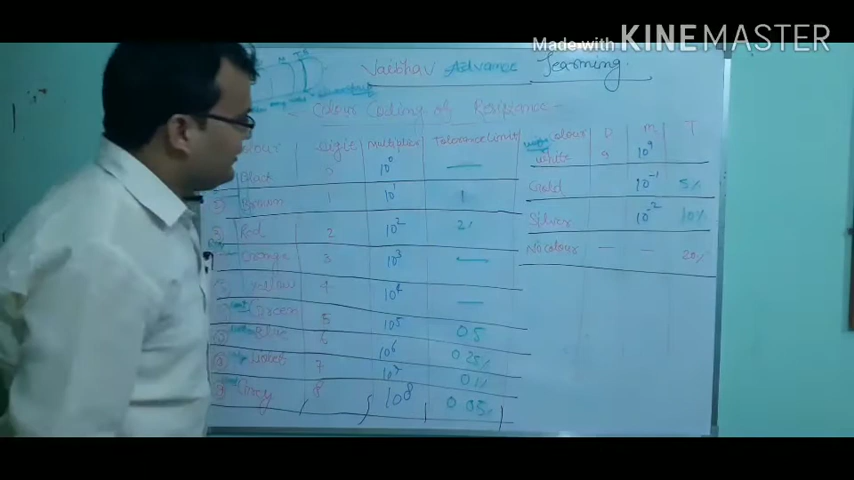 Made with KINEMASTER
Vaibhav Advance Learning
Colour Coding of Resistance
Digit Multiplier Tolerance limit
Black 0 10⁰ —
Brown 1 10¹ 1
Red 2 10² 2%
Orange 3 10³ —
Yellow 4 10⁴ —
Green 5 10⁵ 0.5
Blue 6 10⁶ 0.25%
7 10⁷ 0.1%
Grey 8 10⁸ 0.05%
Colour D M T
White 9 10⁹
Gold 10⁻¹ 5%
Silver 10⁻² 10%
No colour — — 20%